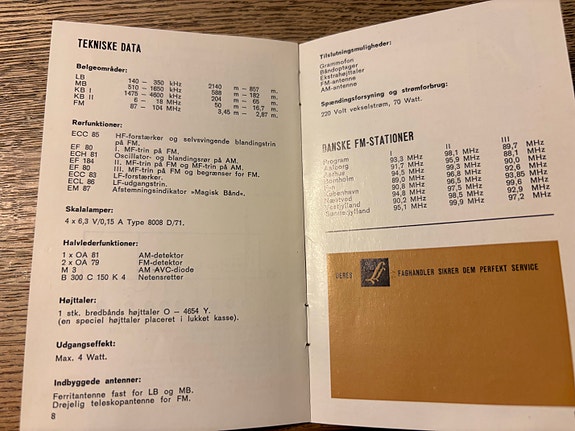 TEKNISKE DATA
Bølgeområder:
LB 140 — 350 kHz 2140 m — 857 m.
MB 510 — 1650 kHz 588 m — 182 m.
KB I 1475 — 4600 kHz 204 m — 65 m.
KB II 6 — 18 MHz 50 m — 16,7 m.
FM 87 — 104 MHz 3,45 m — 2,87 m.
Rørfunktioner:
ECC 85 HF-forstærker og selvsvingende blandingstrin
på FM.
EF 80 I. MF-trin på FM.
ECH 81 Oscillator- og blandingsrør på AM.
EF 184 II. MF-trin på FM og MF-trin på AM.
EF 80 III. MF-trin på FM og begrænser for FM.
ECC 83 LF-forstærker.
ECL 86 LF-udgangstrin.
EM 87 Afstemningsindikator »Magisk Bånd«.
Skalalamper:
4 x 6,3 V/0,15 A Type 8008 D/71.
Halvlederfunktioner:
1 x OA 81 AM-detektor
2 x OA 79 FM-detektor
M 3 AM-AVC-diode
B 300 C 150 K 4 Netensretter
Højttaler:
1 stk. bredbånds højttaler O — 4654 Y.
(en speciel højttaler placeret i lukket kasse).
Udgangseffekt:
Max. 4 Watt.
Indbyggede antenner:
Ferritantenne fast for LB og MB.
Drejelig teleskopantenne for FM.
8
Tilslutningsmuligheder:
Grammofon
Båndoptager
Ekstrahøjttaler
FM-antenne
AM-antenne
Spændingsforsyning og strømforbrug:
220 Volt vekselstrøm, 70 Watt.
DANSKE FM-STATIONER
Program I II III
Aalborg 93,3 MHz 98,1 MHz 89,7 MHz
Aarhus 91,7 MHz 95,9 MHz 88,1 MHz
Bornholm 94,5 MHz 99,3 MHz 90,0 MHz
89,0 MHz 96,5 MHz 92,6 MHz
København 90,8 MHz 96,5 MHz 93,85 MHz
Næstved 94,8 MHz 97,5 MHz 99,6 MHz
Vestjylland 90,2 MHz 98,5 MHz 92,9 MHz
Sønderjylland 95,1 MHz 99,9 MHz 97,2 MHz
DERES FAGHANDLER SIKRER DEM PERFEKT SERVICE